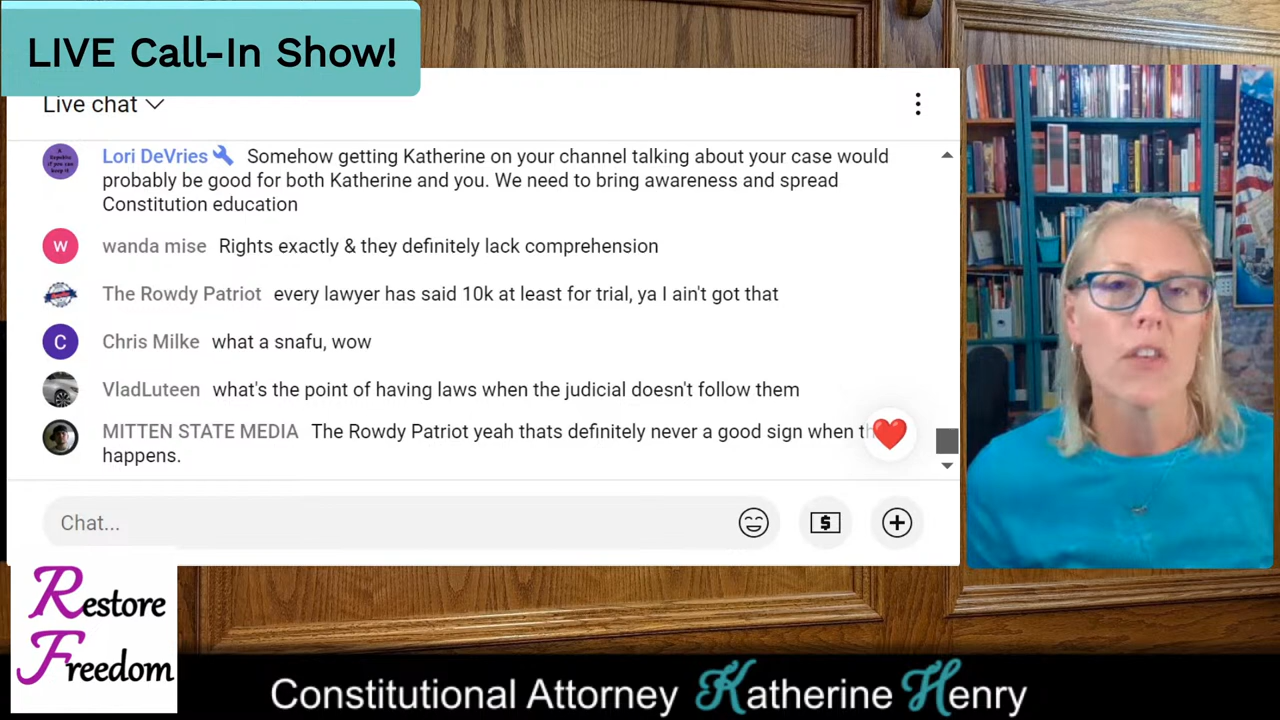 LIVE Call-In Show!
Live chat
Lori DeVries Somehow getting Katherine on your channel talking about your case would
probably be good for both Katherine and you. We need to bring awareness and spread
Constitution education
W
wanda mise Rights exactly & they definitely lack comprehension
The Rowdy Patriot every lawyer has said 10k at least for trial, ya I ain't got that
C
Chris Milke what a snafu, wow
VladLuteen what's the point of having laws when the judicial doesn't follow them
MITTEN STATE MEDIA The Rowdy Patriot yeah thats definitely never a good sign when
happens.
Chat...
$
Restore
Freedom
Constitutional Attorney Katherine Henry